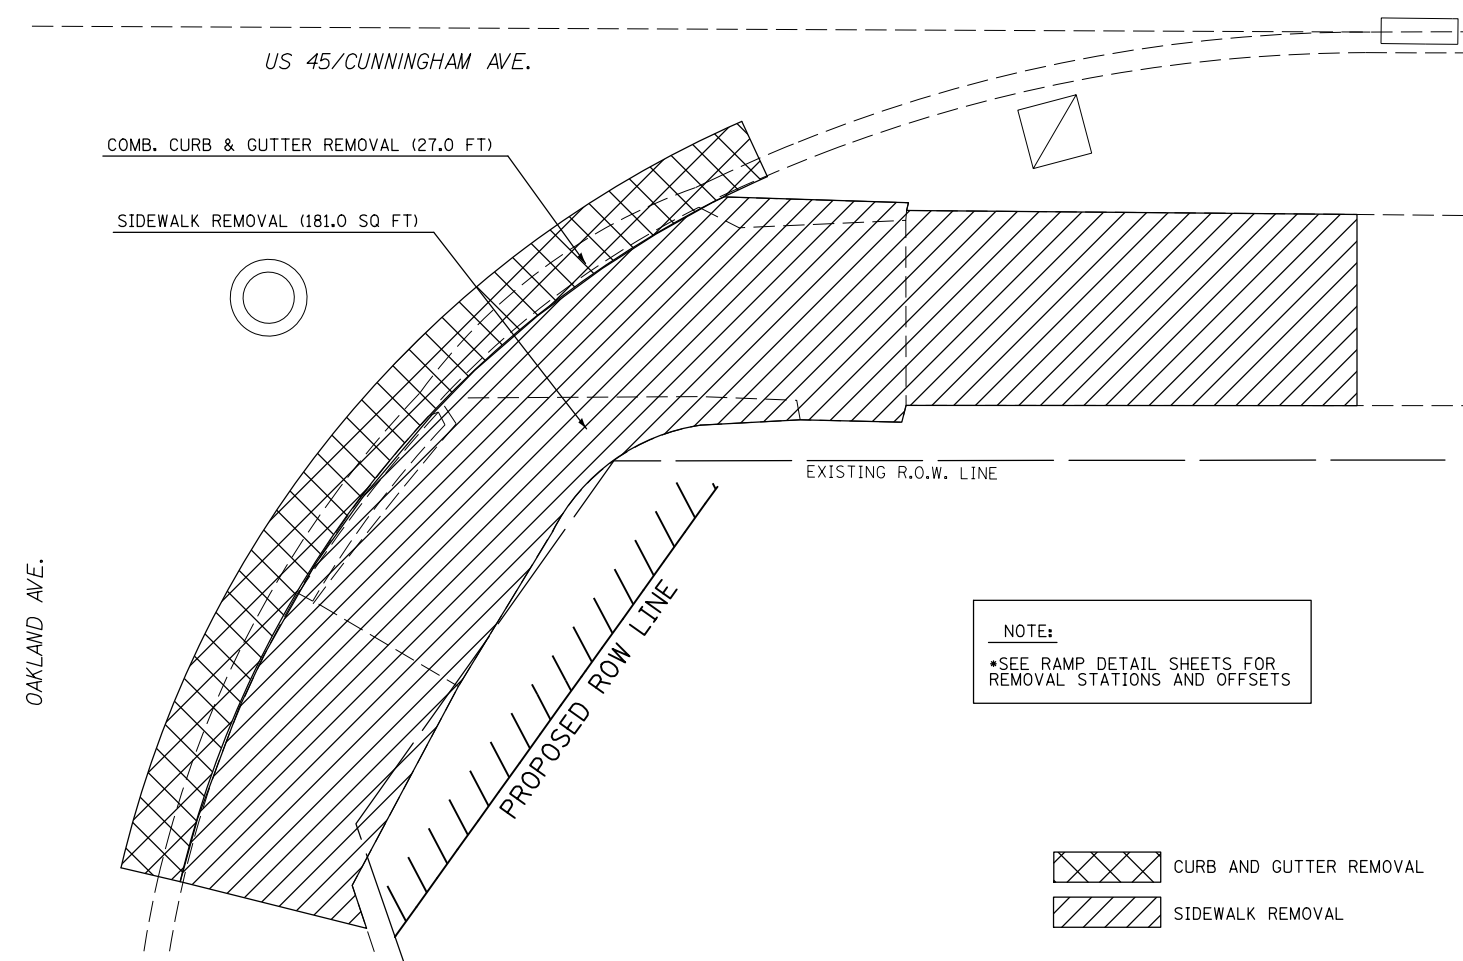 US 45/CUNNINGHAM AVE.
COMB. CURB & GUTTER REMOVAL (27.0 FT)
SIDEWALK REMOVAL (181.0 SQ FT)
EXISTING R.O.W. LINE
OAKLAND AVE.
PROPOSED ROW LINE
NOTE:
*SEE RAMP DETAIL SHEETS FOR
REMOVAL STATIONS AND OFFSETS
CURB AND GUTTER REMOVAL
SIDEWALK REMOVAL